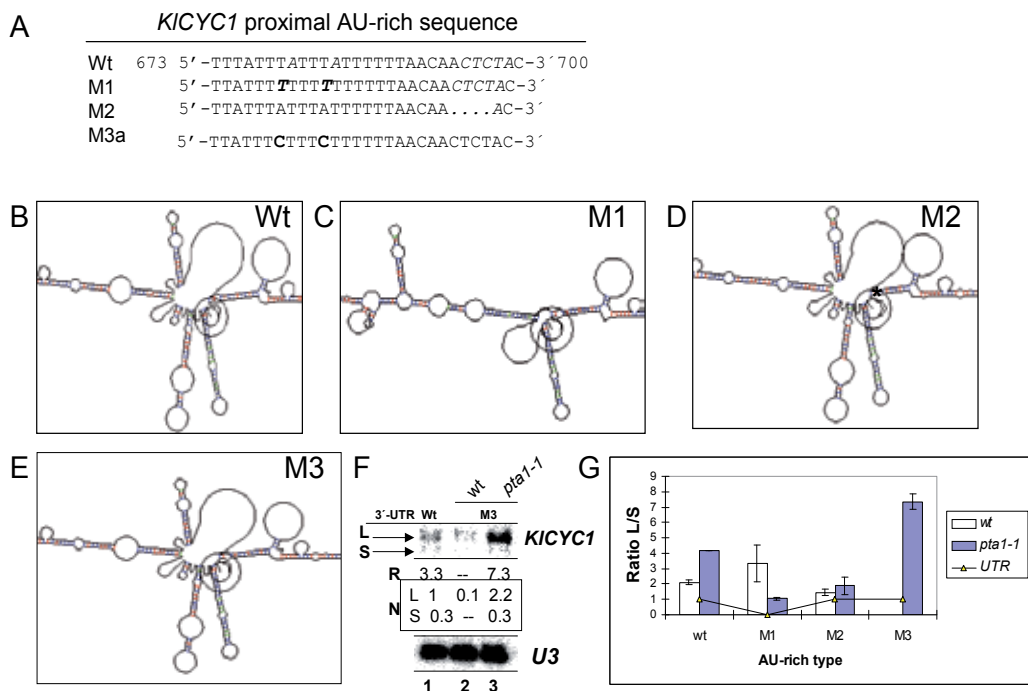 A
KlCYC1 proximal AU-rich sequence
Wt 673 5'-TTTATTTATTTATTTTTTAACAACTCTAC-3´700
M1 5'-TTATTTTTTTTTTTTTTAACAACTCTAC-3´
M2 5'-TTATTTATTTATTTTTTAACAA....AC-3´
M3a 5'-TTATTTCTTTCTTTTTTAACAACTCTAC-3´
B Wt
C M1
D M2
*
E M3
F
wt pta1-1
3´-UTR Wt M3
L KlCYC1
S
R 3.3 -- 7.3
N
L 1 0.1 2.2
S 0.3 -- 0.3
U3
1 2 3
G
Ratio L/S
9
8
7
6
5
4
3
2
1
0
wt M1 M2 M3
AU-rich type
wt
pta1-1
UTR